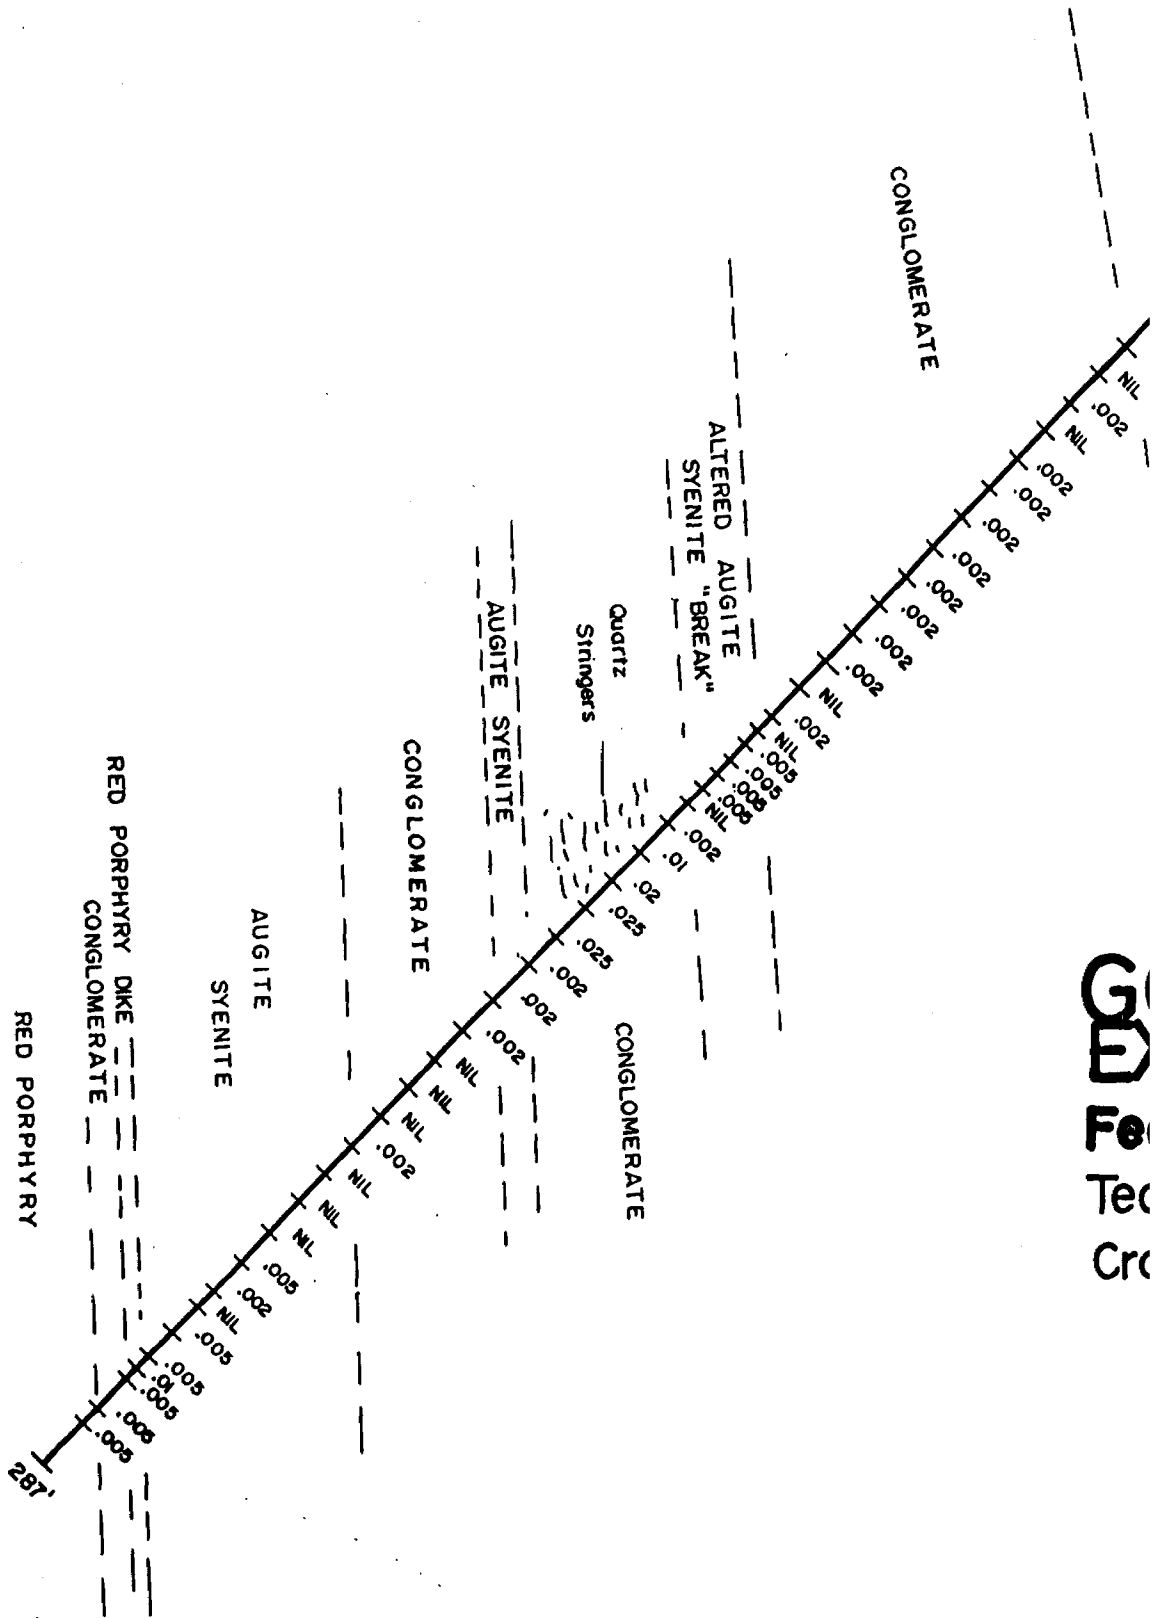 CONGLOMERATE
ALTERED AUGITE
SYENITE "BREAK"
Quartz
Stringers
AUGITE SYENITE
CONGLOMERATE
CONGLOMERATE
AUGITE
SYENITE
RED PORPHYRY DIKE
CONGLOMERATE
RED PORPHYRY
NIL
.002
NIL
.002
.002
.002
.002
.002
.002
.002
.002
NIL
.002
NIL
.005
.005
.005
.005
NIL
.002
.01
.02
.025
.025
.002
.002
.002
NIL
NIL
NIL
.002
NIL
NIL
NIL
.005
.002
NIL
.005
.005
.01
.005
.005
.005
287'